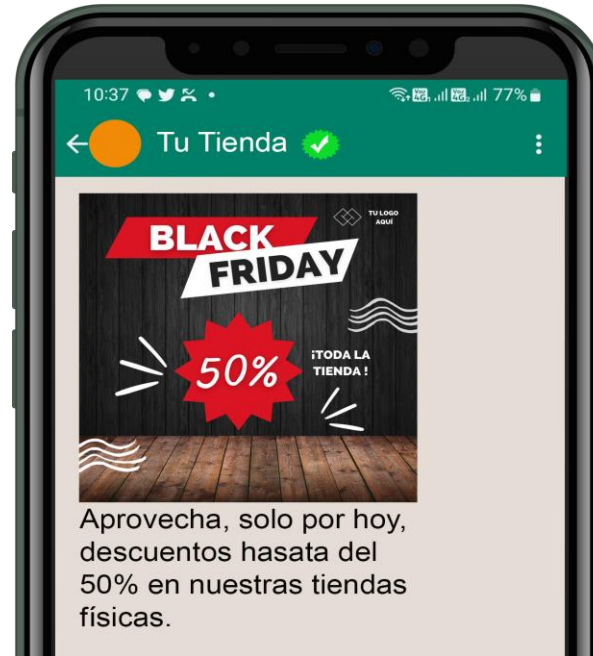 10:37
77%
Tu Tienda
TU LOGO
AQUÍ
BLACK
FRIDAY
50%
¡TODA LA
TIENDA !
Aprovecha, solo por hoy,
descuentos hasata del
50% en nuestras tiendas
físicas.